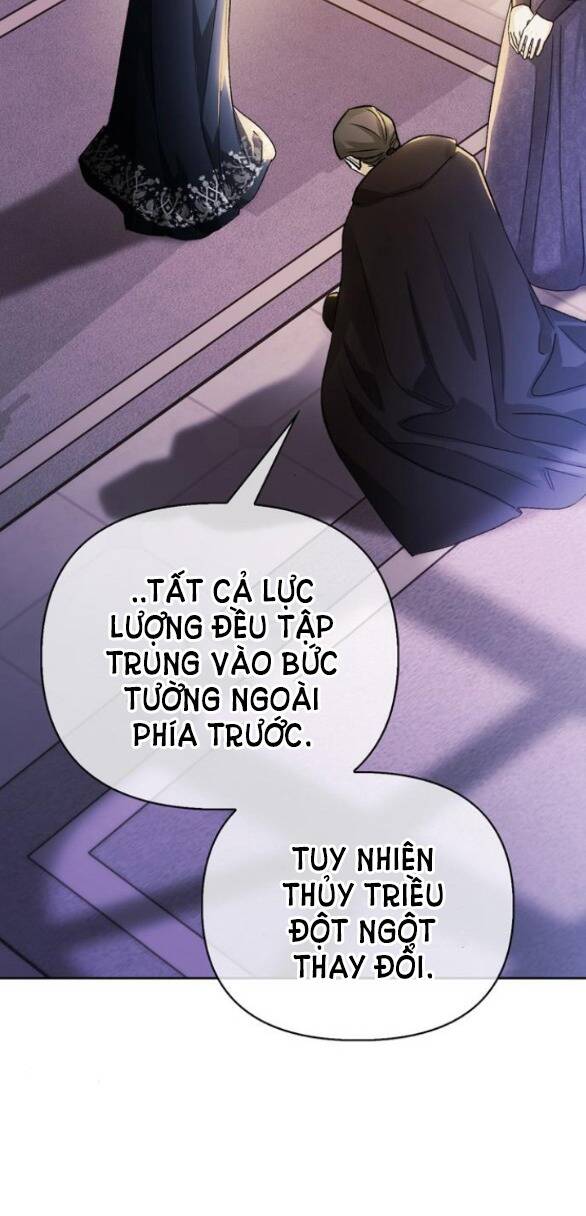 ..TẤT CẢ LỰC
LƯỢNG ĐỀU TẬP
TRUNG VÀO BỨC
TƯỜNG NGOÀI
PHÍA TRƯỚC.
TUY NHIÊN
THỦY TRIỀU
ĐỘT NGỘT
THAY ĐỔI.